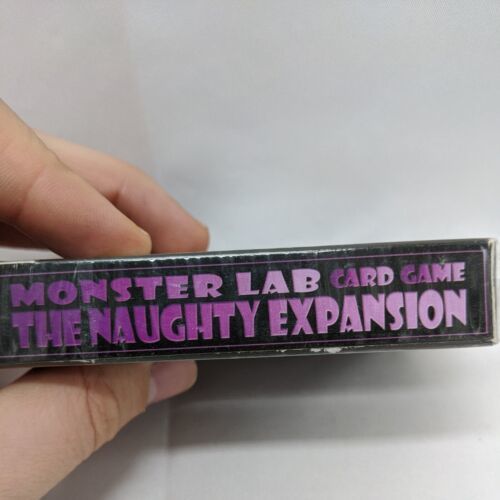 MONSTER LAB CARD GAME
THE NAUGHTY EXPANSION